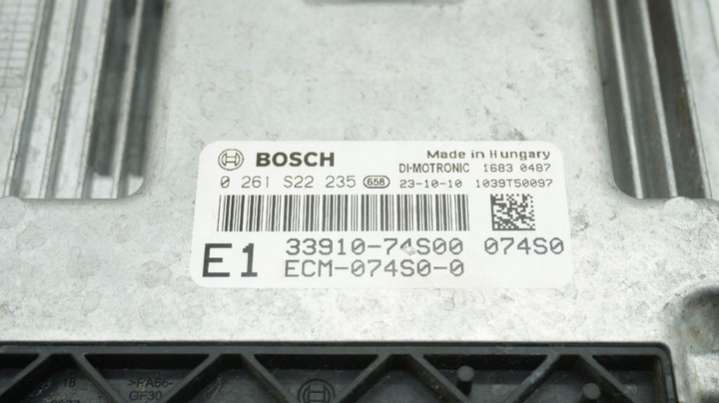 BOSCH
Made in Hungary
DI-MOTRONIC 1683 0487
0 261 S22 235 658 23-10-10 1039T50097
E1
33910-74S00 074S0
ECM-074S0-0
18
>PA66-
GF30